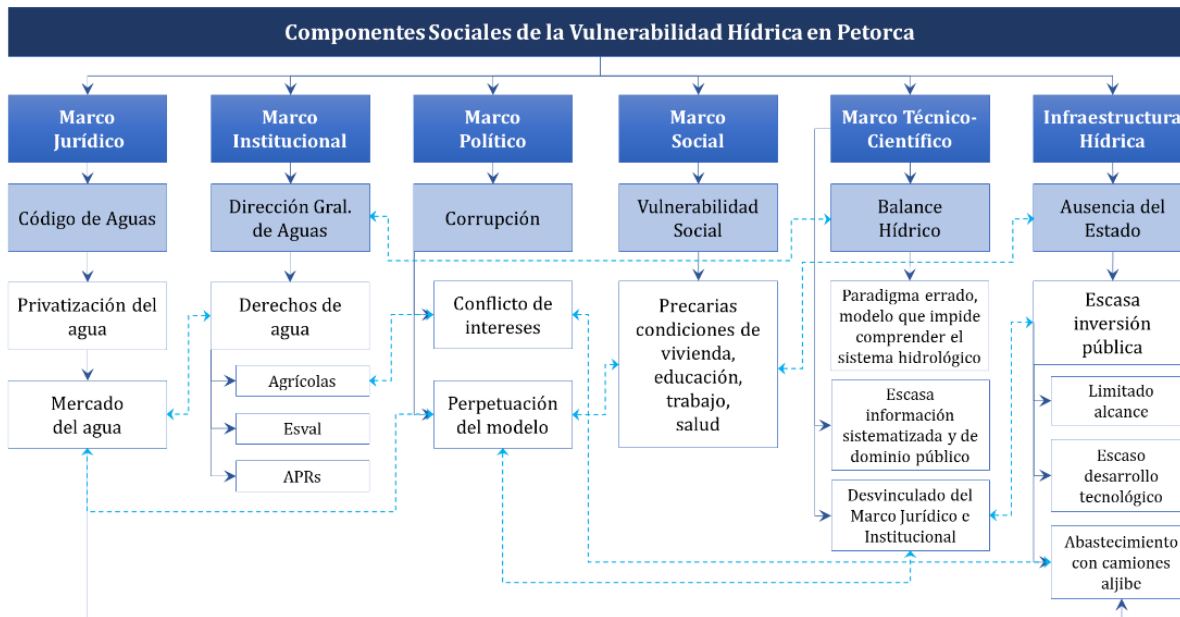 Componentes Sociales de la Vulnerabilidad Hídrica en Petorca
Marco
Jurídico
Marco
Institucional
Marco
Político
Marco
Social
Marco Técnico-
Científico
Infraestructura
Hídrica
Código de Aguas
Dirección Gral.
de Aguas
Corrupción
Vulnerabilidad
Social
Balance
Hídrico
Ausencia del
Estado
Privatización del
agua
Derechos de
agua
Conflicto de
intereses
Precarias
condiciones de
vivienda,
educación,
trabajo,
salud
Paradigma errado,
modelo que impide
comprender el
sistema hidrológico
Escasa
inversión
pública
Mercado
del agua
Agrícolas
Esval
APRs
Perpetuación
del modelo
Escasa
información
sistematizada y de
dominio público
Desvinculado del
Marco Jurídico e
Institucional
Limitado
alcance
Escaso
desarrollo
tecnológico
Abastecimiento
con camiones
aljibe